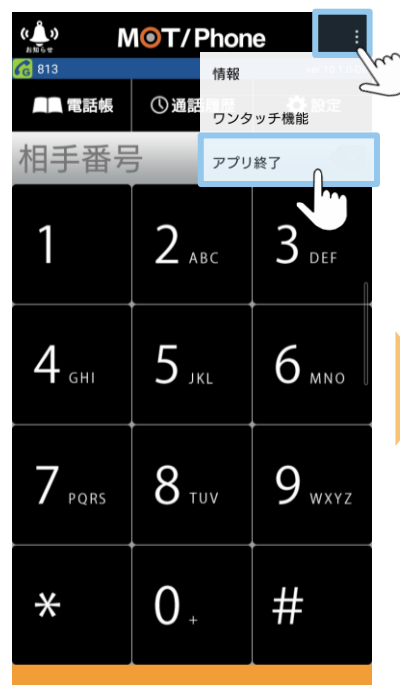 お知らせ
MOT/Phone
813
情報
電話帳
通話
ワンタッチ機能
設定
相手番号
アプリ終了
1
2 ABC
3 DEF
4 GHI
5 JKL
6 MNO
7 PQRS
8 TUV
9 WXYZ
*
0 +
#